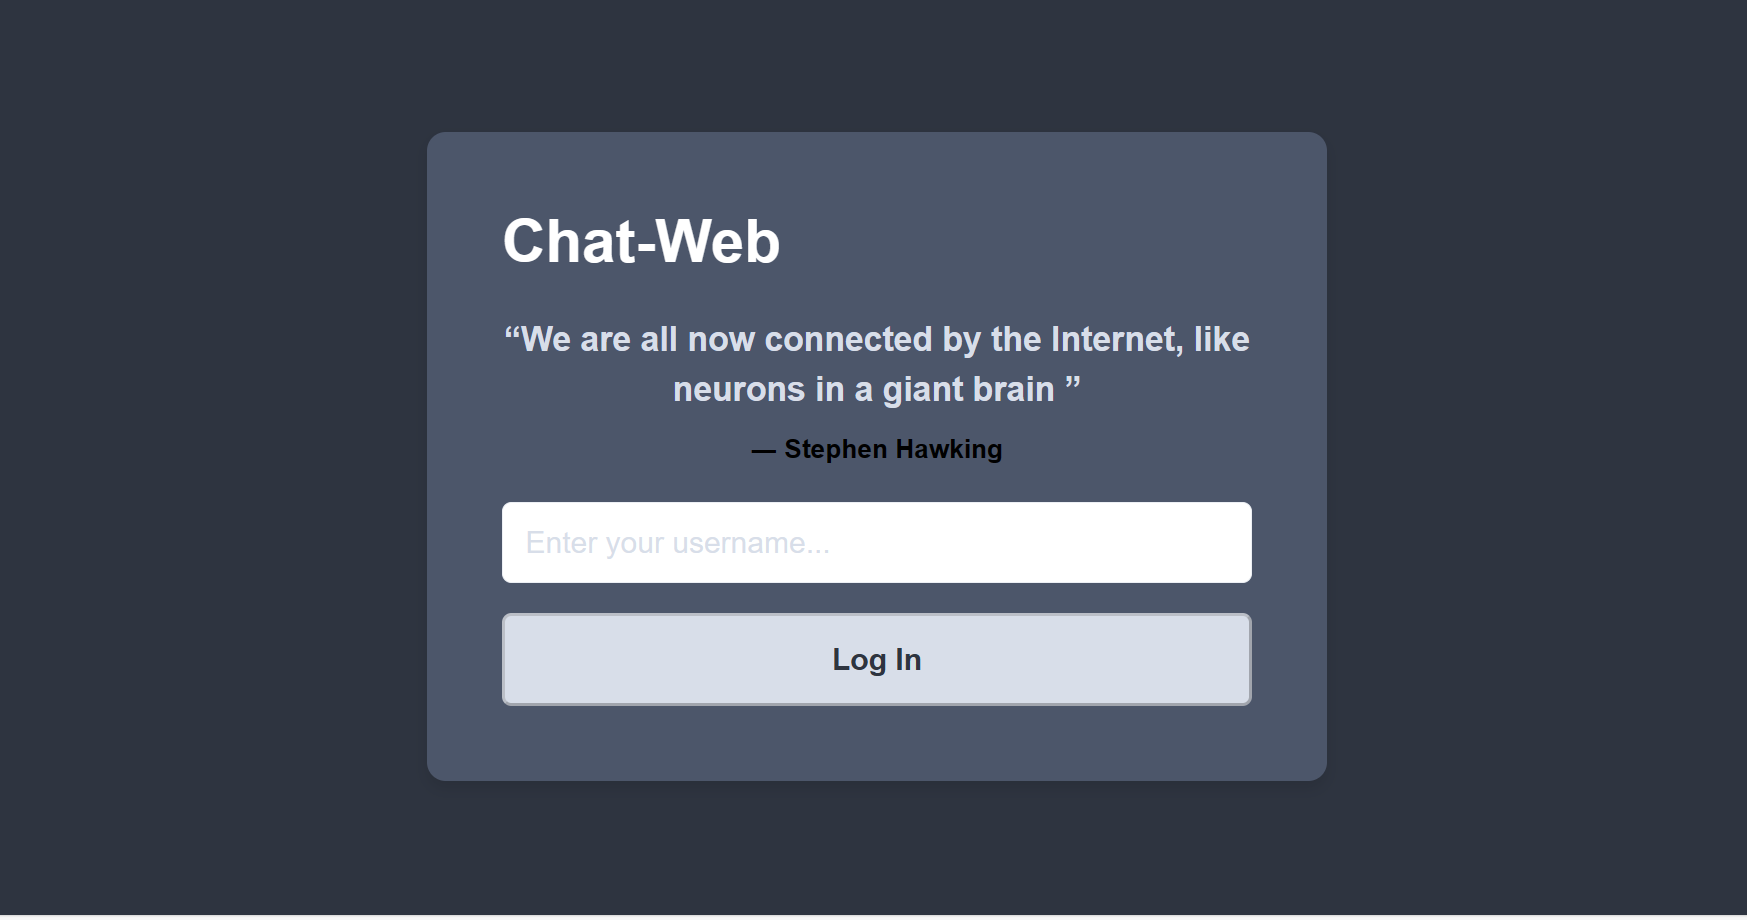 Chat-Web
“We are all now connected by the Internet, like
neurons in a giant brain ”
— Stephen Hawking
Enter your username...
Log In